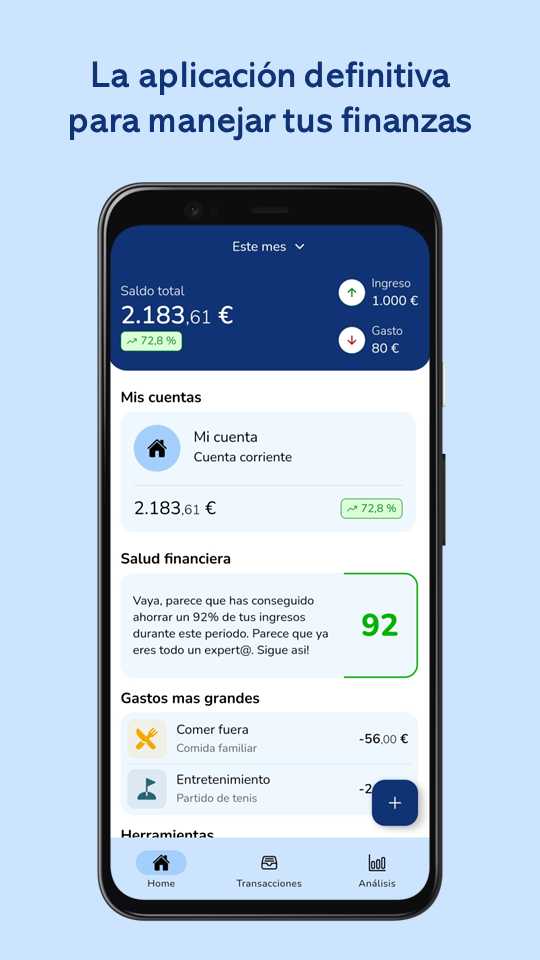 La aplicación definitiva
para manejar tus finanzas
Este mes
Saldo total
2.183,61 €
72,8 %
Ingreso
1.000 €
Gasto
80 €
Mis cuentas
Mi cuenta
Cuenta corriente
2.183,61 €
72,8 %
Salud financiera
Vaya, parece que has conseguido
ahorrar un 92% de tus ingresos
durante este periodo. Parece que ya
eres todo un expert@. Sigue asi!
92
Gastos mas grandes
Comer fuera
Comida familiar
-56,00 €
Entretenimiento
Partido de tenis
-2
+
Herramientas
Home
Transacciones
Análisis